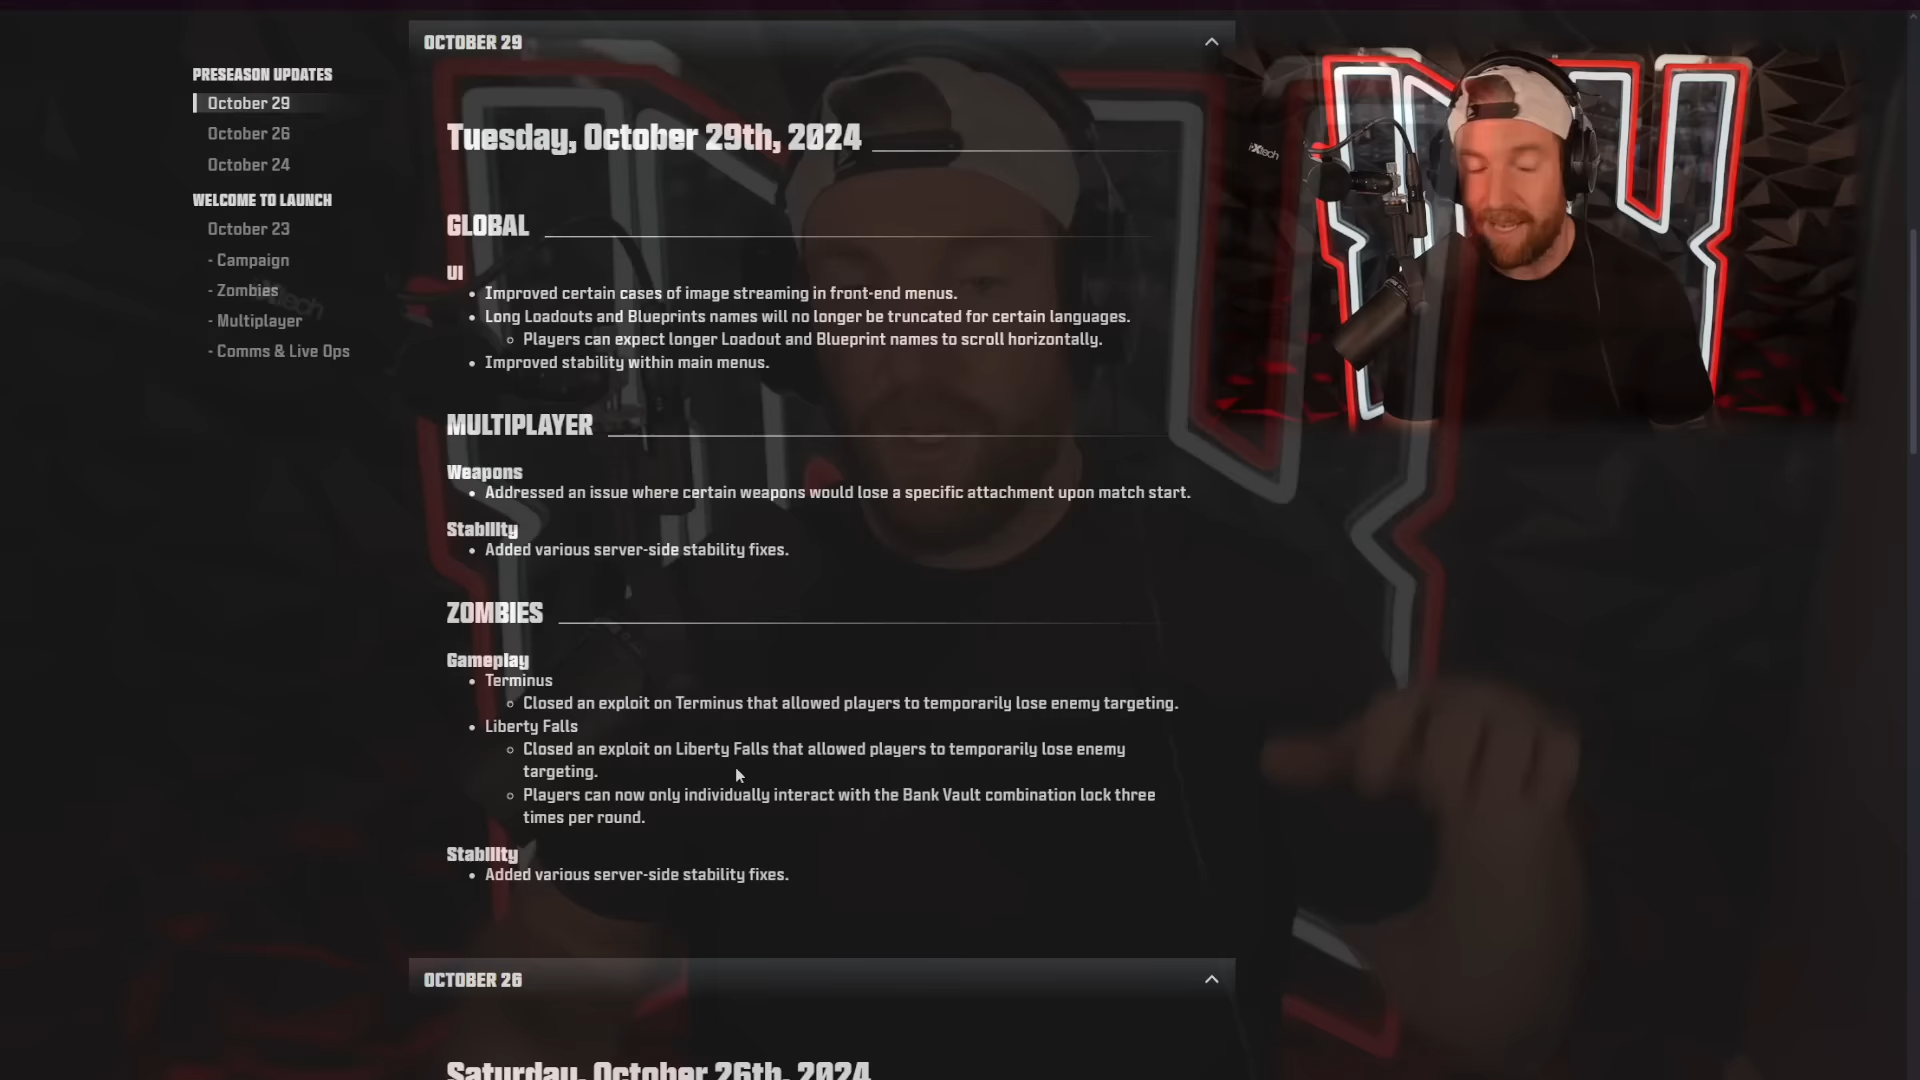 OCTOBER 29
PRESEASON UPDATES
October 29
October 26
October 24
WELCOME TO LAUNCH
October 23
- Campaign
- Zombies
- Multiplayer
- Comms & Live Ops
Tuesday, October 29th, 2024
GLOBAL
UI
• Improved certain cases of image streaming in front-end menus.
• Long Loadouts and Blueprints names will no longer be truncated for certain languages.
◦ Players can expect longer Loadout and Blueprint names to scroll horizontally.
• Improved stability within main menus.
MULTIPLAYER
Weapons
• Addressed an issue where certain weapons would lose a specific attachment upon match start.
Stability
• Added various server-side stability fixes.
ZOMBIES
Gameplay
• Terminus
◦ Closed an exploit on Terminus that allowed players to temporarily lose enemy targeting.
• Liberty Falls
◦ Closed an exploit on Liberty Falls that allowed players to temporarily lose enemy
targeting.
◦ Players can now only individually interact with the Bank Vault combination lock three
times per round.
Stability
• Added various server-side stability fixes.
OCTOBER 26
Saturday, October 26th, 2024